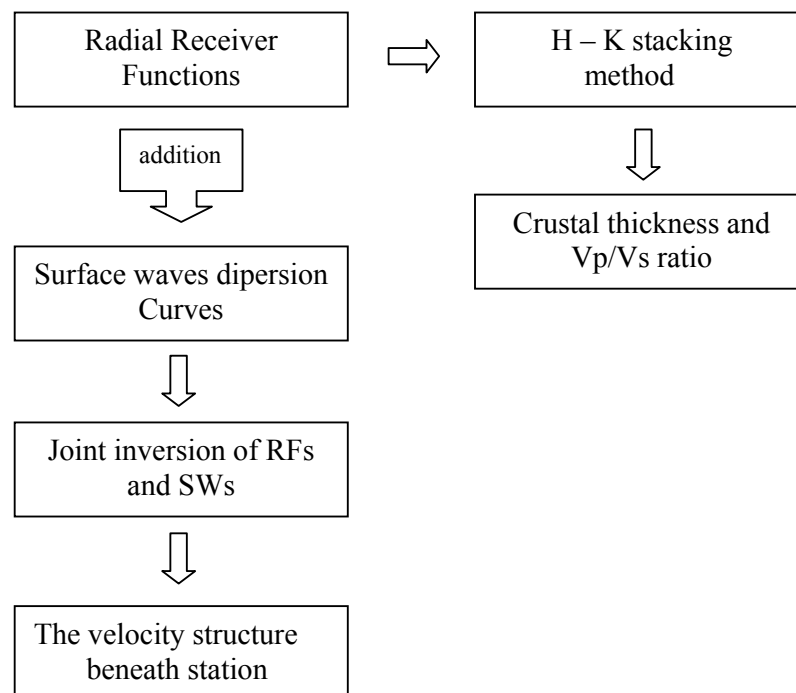 Radial Receiver
Functions
H – K stacking
method
addition
Crustal thickness and
Vp/Vs ratio
Surface waves dipersion
Curves
Joint inversion of RFs
and SWs
The velocity structure
beneath station